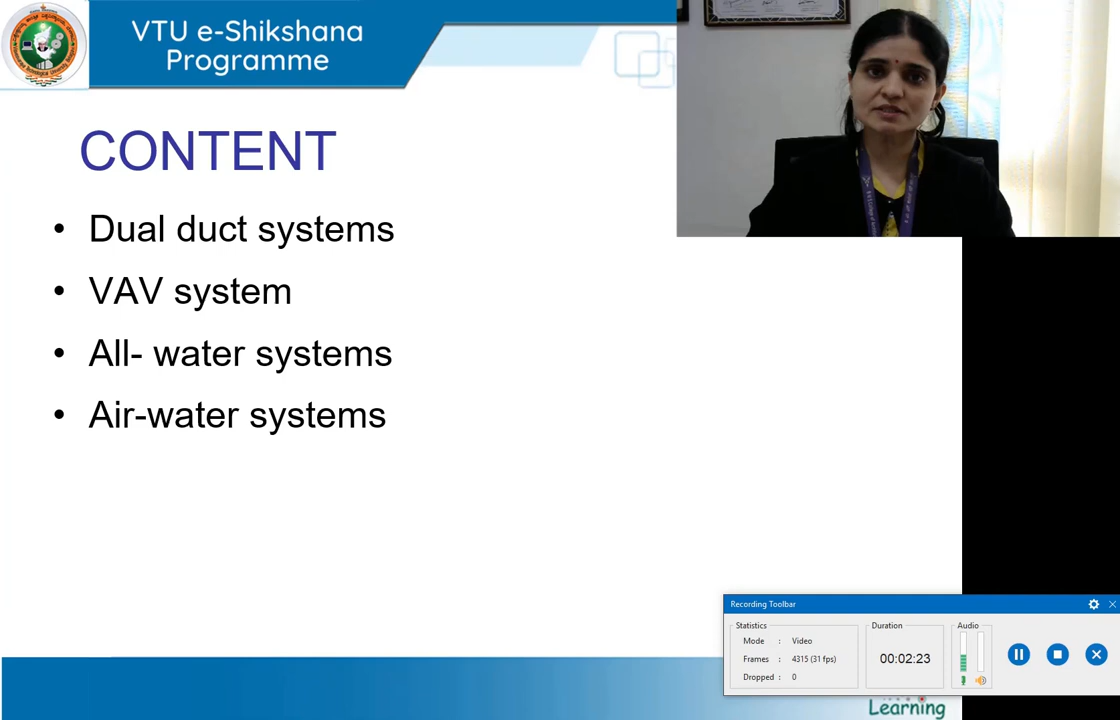 VTU e-Shikshana
Programme
CONTENT
• Dual duct systems
• VAV system
• All- water systems
• Air-water systems
Recording Toolbar
Statistics
Mode : Video
Frames : 4315 (31 fps)
Dropped : 0
Duration
00:02:23
Audio
Learning